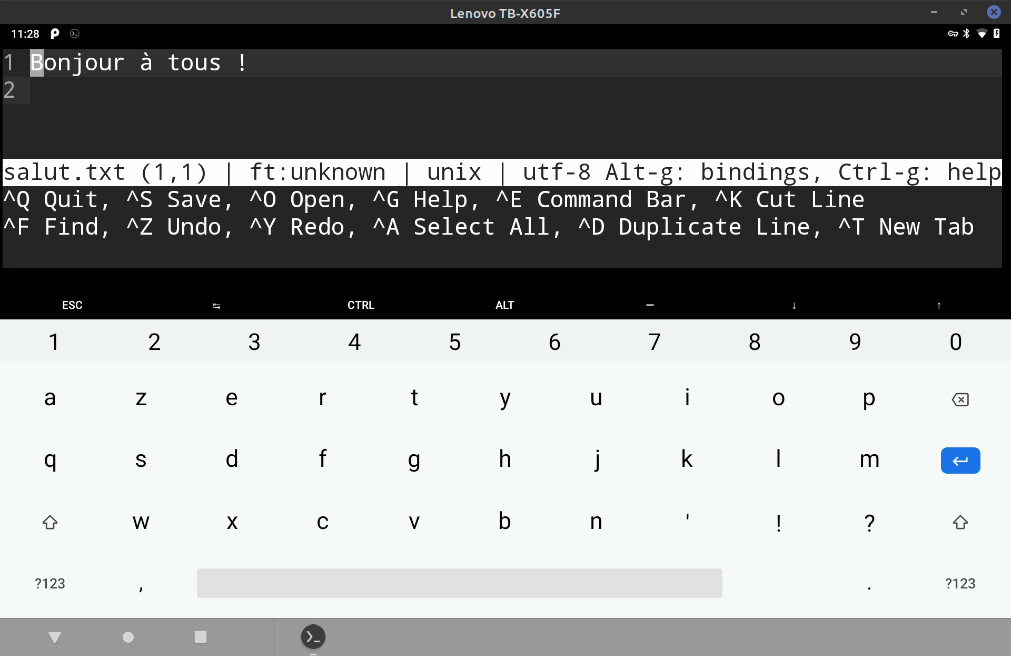 Lenovo TB-X605F
11:28
1 Bonjour à tous !
2
salut.txt (1,1) | ft:unknown | unix | utf-8 Alt-g: bindings, Ctrl-g: help
^Q Quit, ^S Save, ^O Open, ^G Help, ^E Command Bar, ^K Cut Line
^F Find, ^Z Undo, ^Y Redo, ^A Select All, ^D Duplicate Line, ^T New Tab
ESC ↹ CTRL ALT — ↓ ↑
1 2 3 4 5 6 7 8 9 0
a z e r t y u i o p
q s d f g h j k l m
w x c v b n ' ! ?
?123 , . ?123